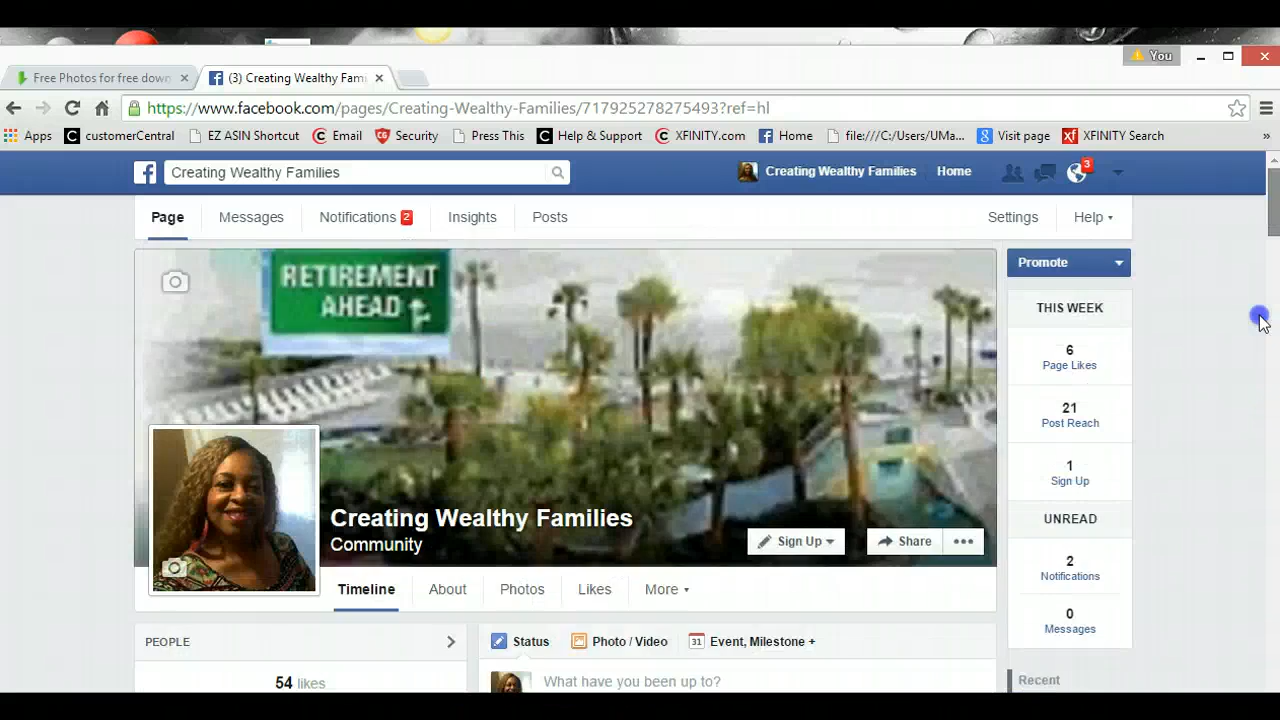 You
Free Photos for free down
(3) Creating Wealthy Fami
https://www.facebook.com/pages/Creating-Wealthy-Families/717925278275493?ref=hl
Apps customerCentral EZ ASIN Shortcut Email Security Press This Help & Support XFINITY.com Home file:///C:/Users/UMa... Visit page XFINITY Search »
Creating Wealthy Families
Creating Wealthy Families Home 3
Page Messages Notifications 2 Insights Posts Settings Help
RETIREMENT
AHEAD
Creating Wealthy Families
Community
Sign Up Share
Timeline About Photos Likes More
Promote
THIS WEEK
6
Page Likes
21
Post Reach
1
Sign Up
UNREAD
2
Notifications
0
Messages
Recent
PEOPLE
54 likes
Status Photo / Video 31 Event, Milestone +
What have you been up to?